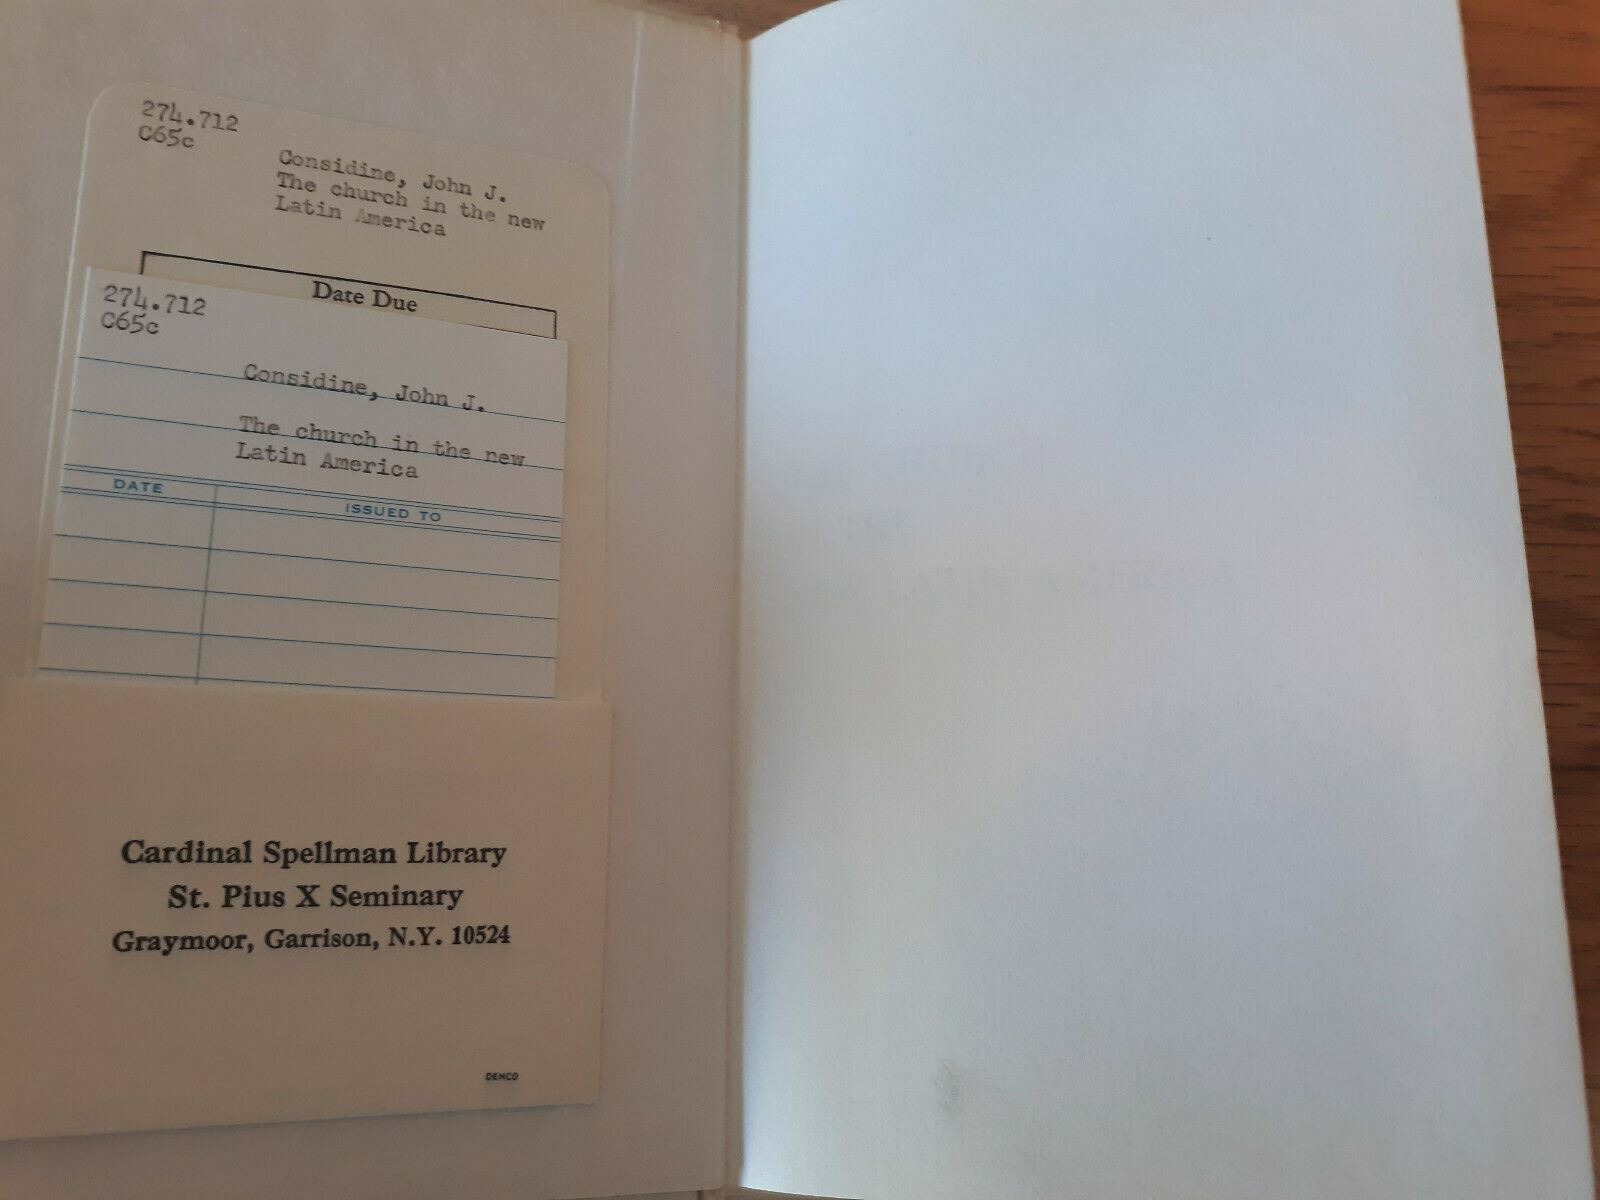 274.712
C65c
Considine, John J.
The church in the new
Latin America
Date Due
274.712
C65c
Considine, John J.
The church in the new
Latin America
DATE
ISSUED TO
Cardinal Spellman Library
St. Pius X Seminary
Graymoor, Garrison, N.Y. 10524
DEMCO